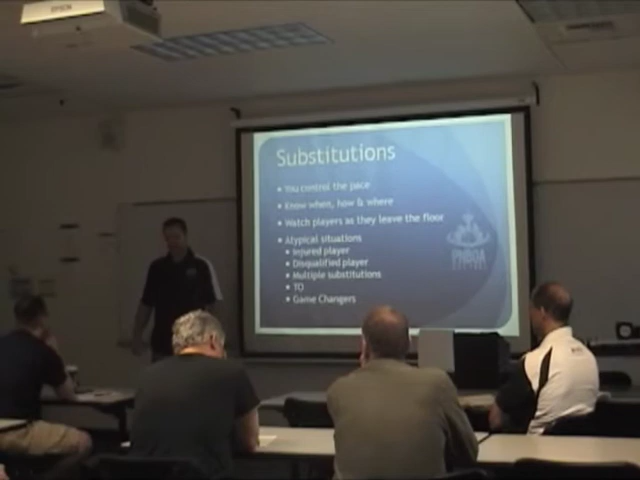 EPSON
Substitutions
• You control the pace
• Know when, how & where
• Watch players as they leave the floor
• Atypical situations
• Injured player
• Disqualified player
• Multiple substitutions
• TO
• Game Changers
PNBOA